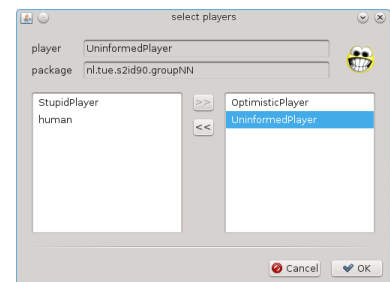 select players
player UninformedPlayer
package nl.tue.s2id90.groupNN
StupidPlayer
human
>>
<<
OptimisticPlayer
UninformedPlayer
Cancel
OK